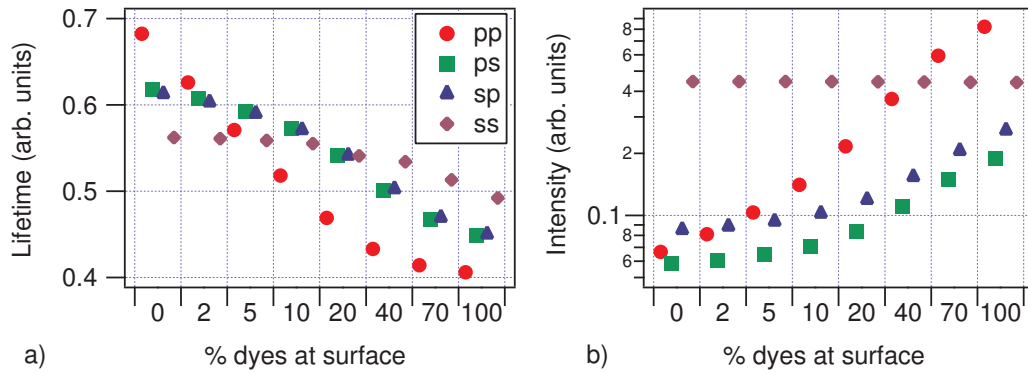 0.7
0.6
0.5
0.4
Lifetime (arb. units)
pp
ps
sp
ss
0 2 5 10 20 40 70 100
% dyes at surface
a)
8
6
4
2
0.1
8
6
Intensity (arb. units)
0 2 5 10 20 40 70 100
% dyes at surface
b)